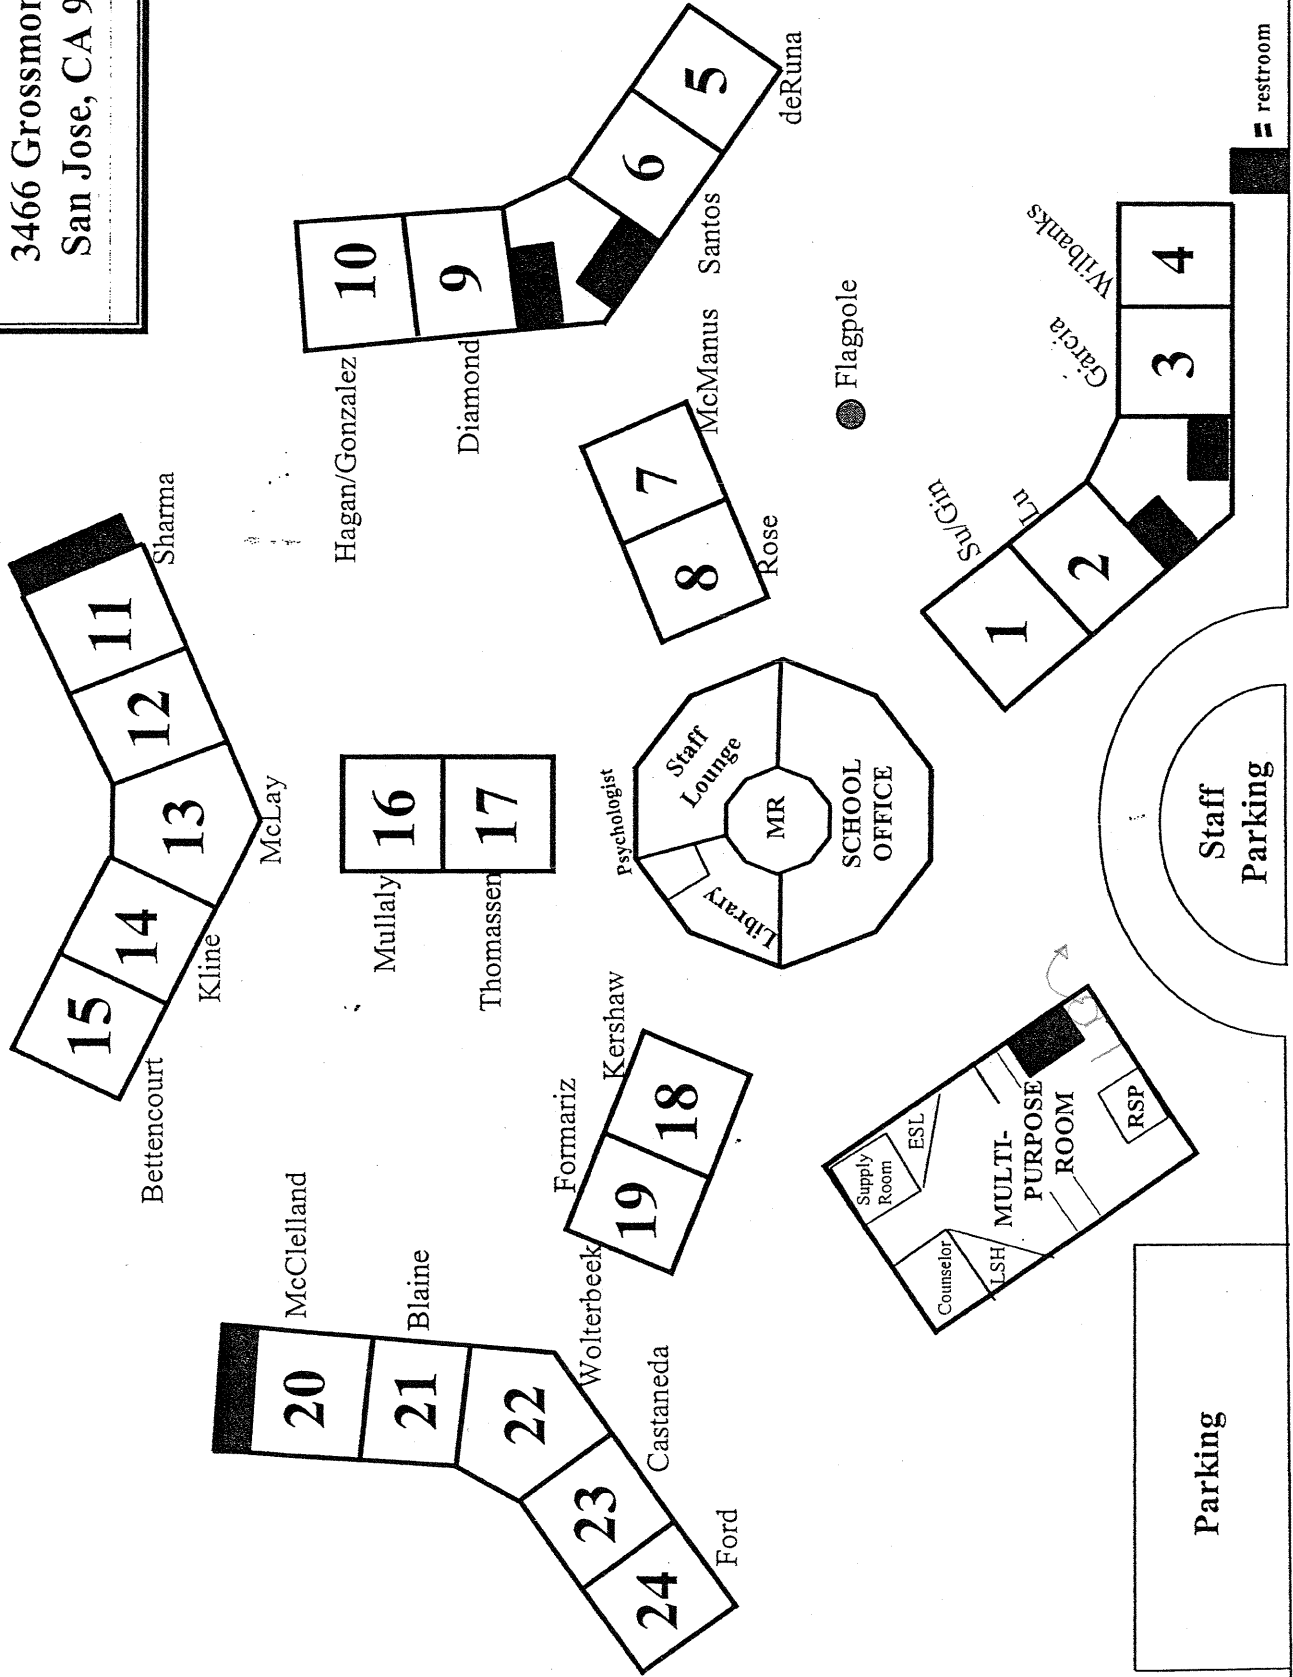 3466
San Jose, CA 9
15
14
13
12
11
Bettencourt
Kline
McLay
Sharma
20
McClelland
21
Blaine
22
Wolterbeek
23
Castaneda
24
Ford
16
Mullaly
17
Thomassen
10
Hagan/Gonzalez
9
Diamond
Formariz
Kershaw
19
18
7
McManus
8
Rose
6
Santos
5
deRuna
Psychologist
Staff
Lounge
Library
MR
SCHOOL
OFFICE
Flagpole
Supply
Room
ESL
Counselor
LSH
MULTI-
PURPOSE
ROOM
RSP
Su/Gin
Lu
1
2
Garcia
Wilbanks
3
4
Parking
Staff
Parking
= restroom